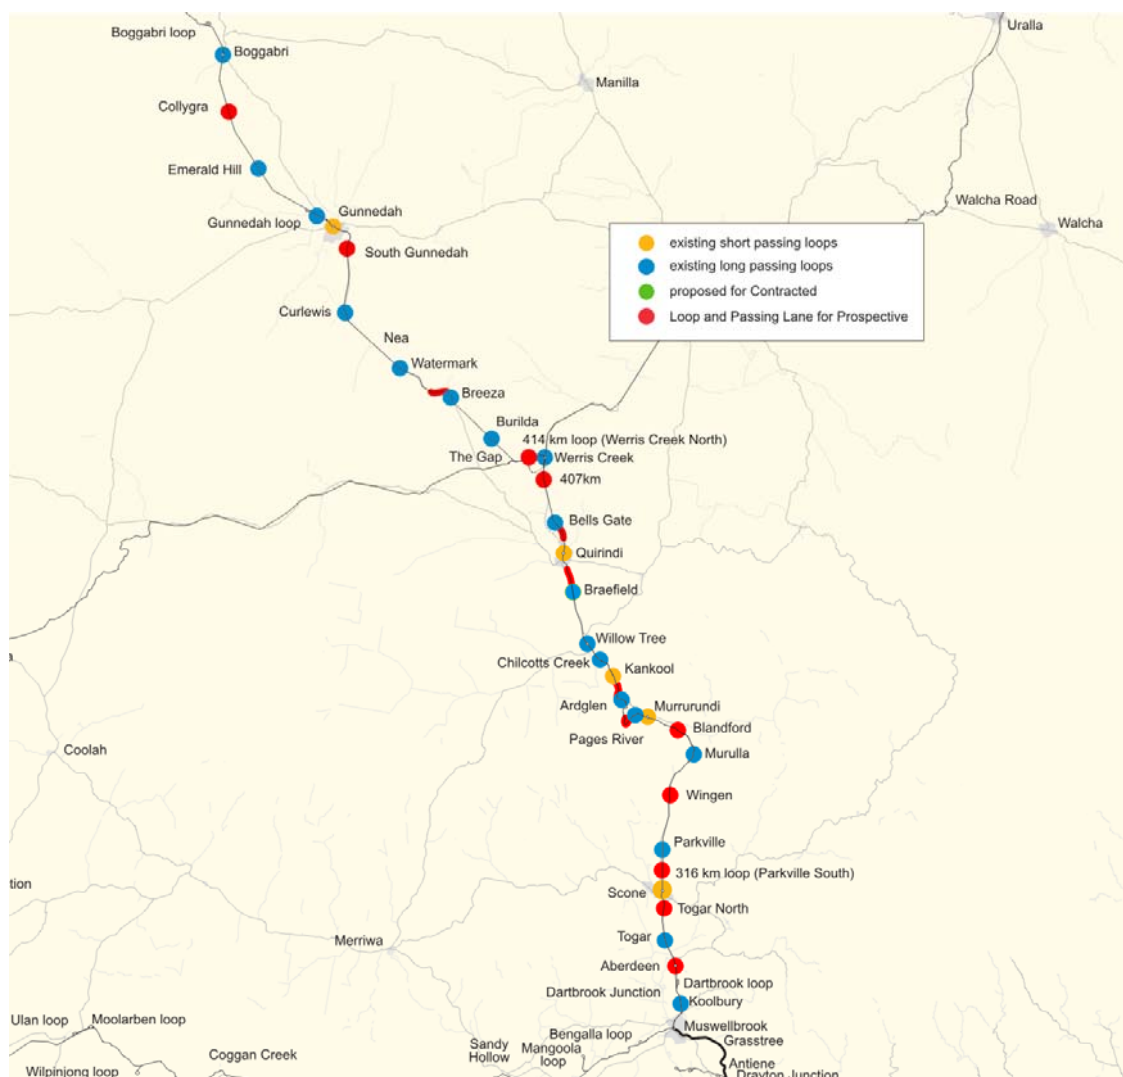 Boggabri loop
Uralla
Boggabri
Manilla
Collygra
Emerald Hill
Walcha Road
Gunnedah
Gunnedah loop
Walcha
South Gunnedah
existing short passing loops
existing long passing loops
proposed for Contracted
Loop and Passing Lane for Prospective
Curlewis
Nea
Watermark
Breeza
Burilda
414 km loop (Werris Creek North)
The Gap
Werris Creek
407km
Bells Gate
Quirindi
Braefield
Willow Tree
Chilcotts Creek
Kankool
Ardglen
Murrurundi
Blandford
Pages River
Coolah
Murulla
Wingen
Parkville
316 km loop (Parkville South)
tion
Scone
Togar North
Merriwa
Togar
Aberdeen
Dartbrook loop
Dartbrook Junction
Koolbury
Ulan loop
Moolarben loop
Muswellbrook
Bengalla loop
Grasstree
Sandy
Hollow
Mangoola
loop
Coggan Creek
Antiene
Wilpinjong loop
Drayton Junction